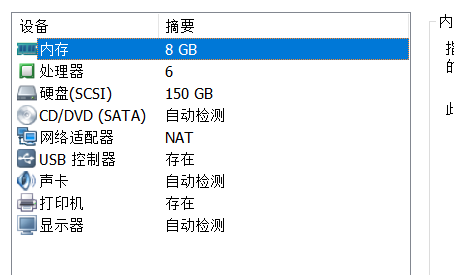 设备 摘要
内存 8 GB
处理器 6
硬盘(SCSI) 150 GB
CD/DVD (SATA) 自动检测
网络适配器 NAT
USB 控制器 存在
声卡 自动检测
打印机 存在
显示器 自动检测
内
的
此